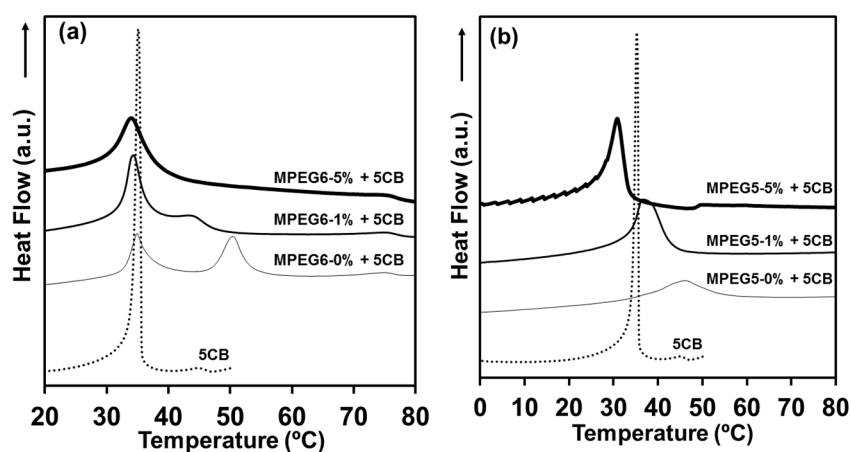 (a)
Heat Flow (a.u.)
MPEG6-5% + 5CB
MPEG6-1% + 5CB
MPEG6-0% + 5CB
5CB
20 30 40 50 60 70 80
Temperature (ºC)
(b)
Heat Flow (a.u.)
MPEG5-5% + 5CB
MPEG5-1% + 5CB
MPEG5-0% + 5CB
5CB
0 10 20 30 40 50 60 70 80
Temperature (ºC)